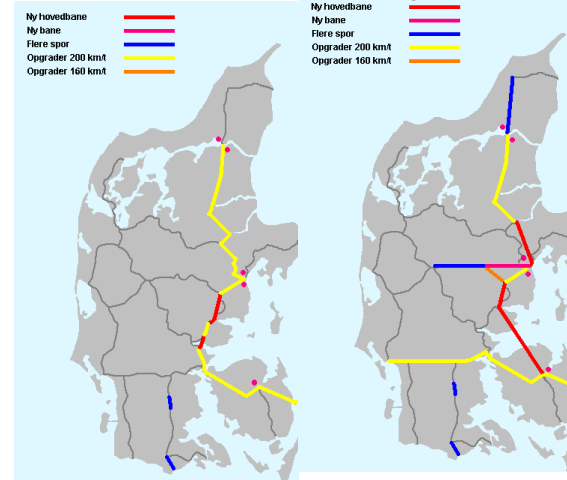 Ny hovedbane
Ny bane
Flere spor
Opgrader 200 km/t
Opgrader 160 km/t
Ny hovedbane
Ny bane
Flere spor
Opgrader 200 km/t
Opgrader 160 km/t